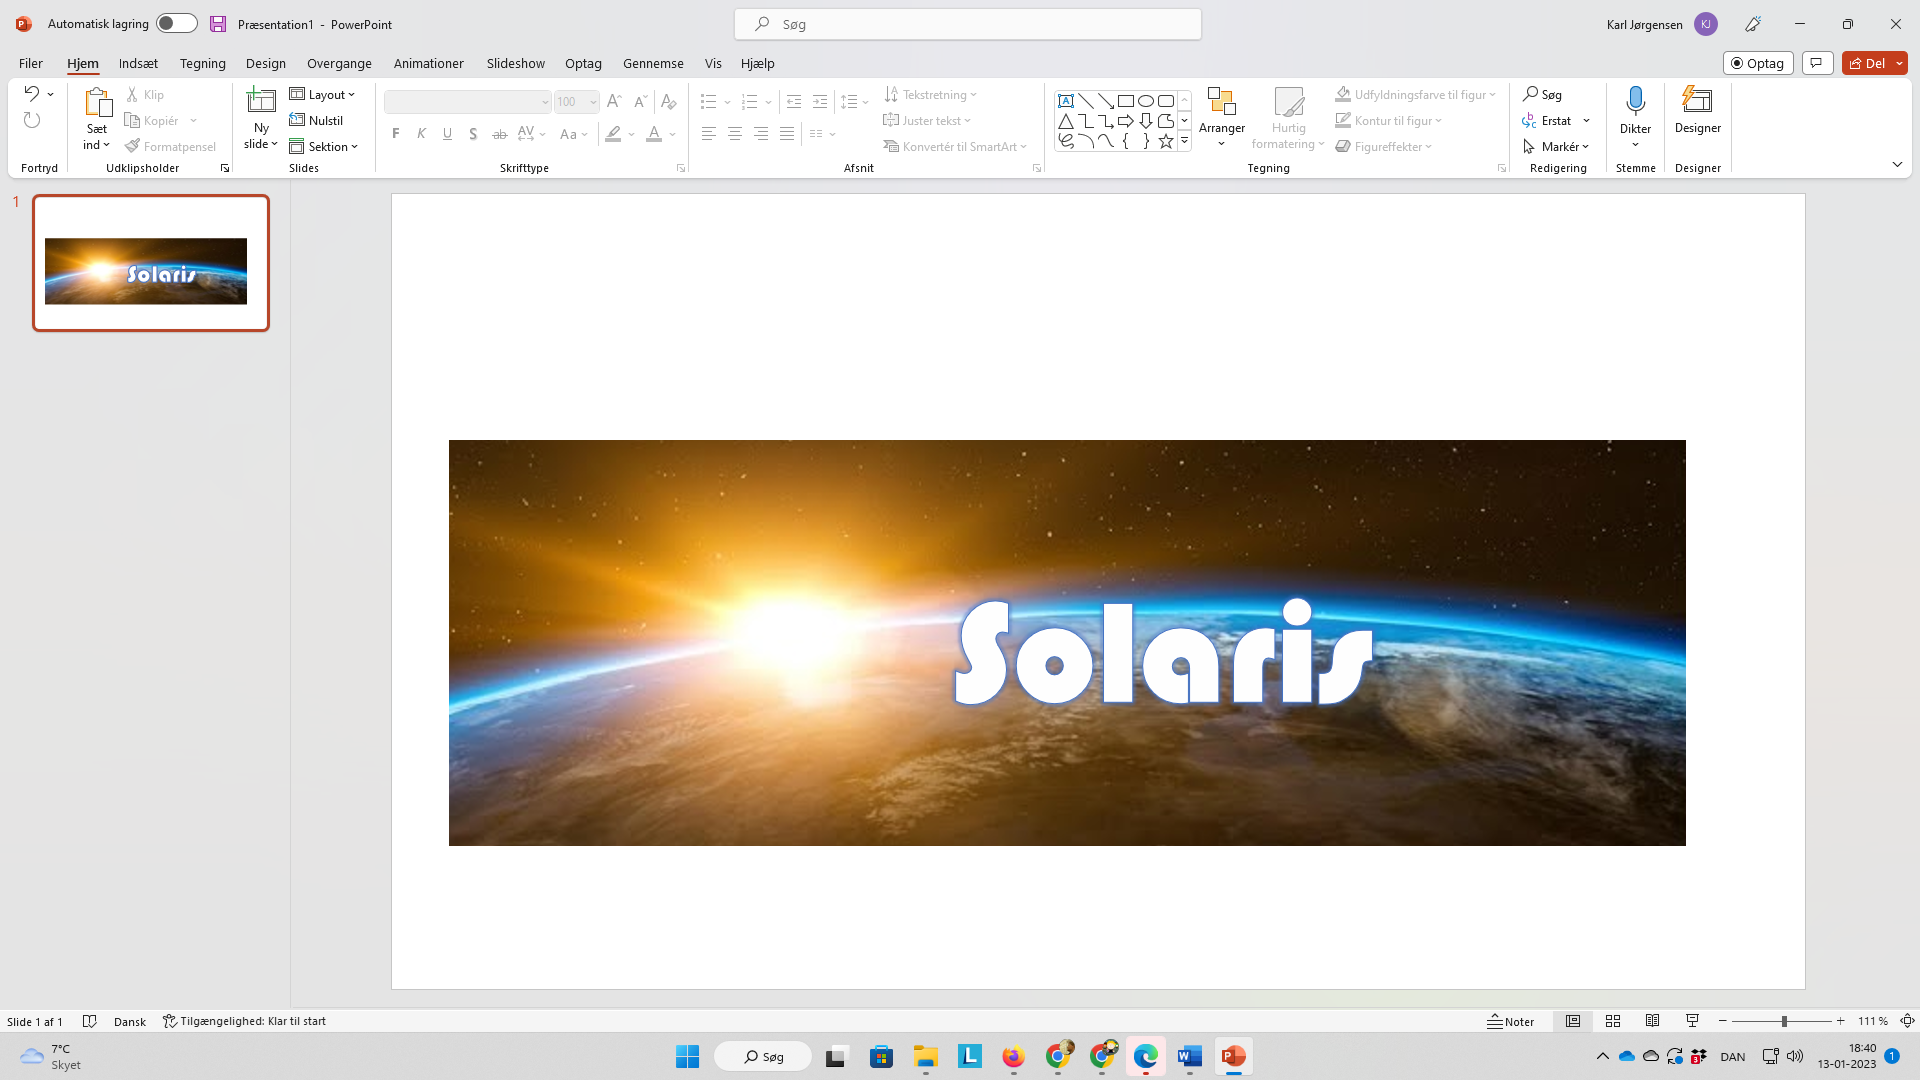 Automatisk lagring
Præsentation1 - PowerPoint
Søg
Karl Jørgensen
KJ
Filer Hjem Indsæt Tegning Design Overgange Animationer Slideshow Optag Gennemse Vis Hjælp
Optag
Del
Sæt
ind
Klip
Kopiér
Formatpensel
Ny
slide
Layout
Nulstil
Sektion
100
F K U S ab AV Aa A
Tekstretning
Juster tekst
Konvertér til SmartArt
Arranger
Hurtig
formatering
Udfyldningsfarve til figur
Kontur til figur
Figureffekter
Søg
Erstat
Markér
Dikter
Designer
Fortryd Udklipsholder Slides Skrifttype Afsnit Tegning Redigering Stemme Designer
1
Solaris
Solaris
Slide 1 af 1
Dansk
Tilgængelighed: Klar til start
Noter
111 %
7°C
Skyet
Søg
DAN
18:40
13-01-2023
1